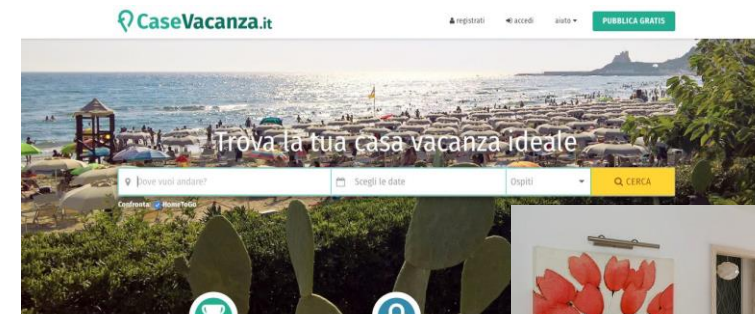 CaseVacanza.it
registrati
accedi
aiuto
PUBBLICA GRATIS
Trova la tua casa vacanza ideale
Dove vuoi andare?
Scegli le date
Ospiti
CERCA
Confronta: HomeToGo